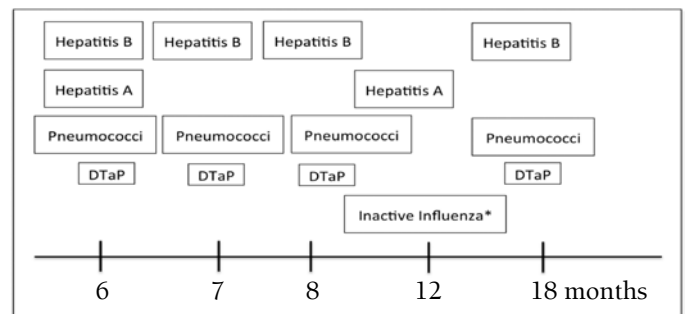 Hepatitis B Hepatitis B Hepatitis B Hepatitis B
Hepatitis A Hepatitis A
Pneumococci Pneumococci Pneumococci Pneumococci
DTaP DTaP DTaP DTaP
Inactive Influenza*
6 7 8 12 18 months